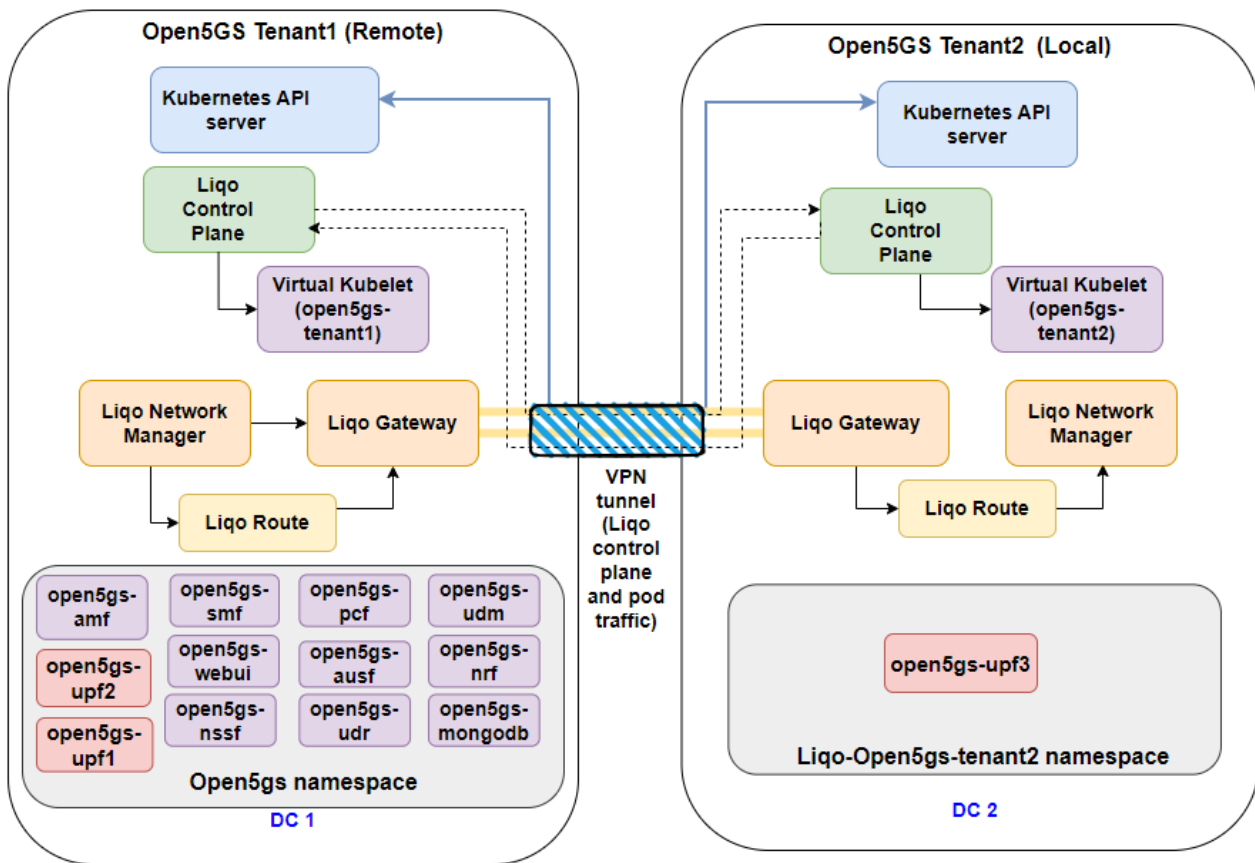 Open5GS Tenant1 (Remote)
Kubernetes API
server
Liqo
Control
Plane
Virtual Kubelet
(open5gs-
tenant1)
Liqo Network
Manager
Liqo Gateway
Liqo Route
open5gs-
amf
open5gs-
smf
open5gs-
pcf
open5gs-
udm
open5gs-
upf2
open5gs-
webui
open5gs-
ausf
open5gs-
nrf
open5gs-
upf1
open5gs-
nssf
open5gs-
udr
open5gs-
mongodb
Open5gs namespace
DC 1
VPN
tunnel
(Liqo
control
plane
and pod
traffic)
Open5GS Tenant2 (Local)
Kubernetes API
server
Liqo
Control
Plane
Virtual Kubelet
(open5gs-
tenant2)
Liqo Gateway
Liqo Network
Manager
Liqo Route
open5gs-upf3
Liqo-Open5gs-tenant2 namespace
DC 2